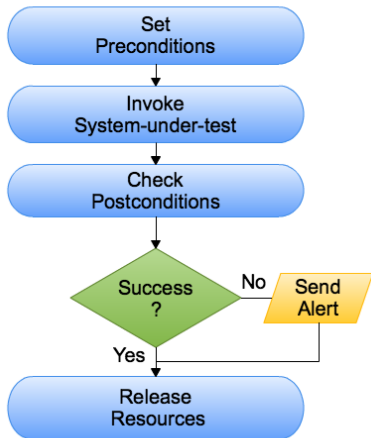 Set
Preconditions
Invoke
System-under-test
Check
Postconditions
Success
?
No
Send
Alert
Yes
Release
Resources